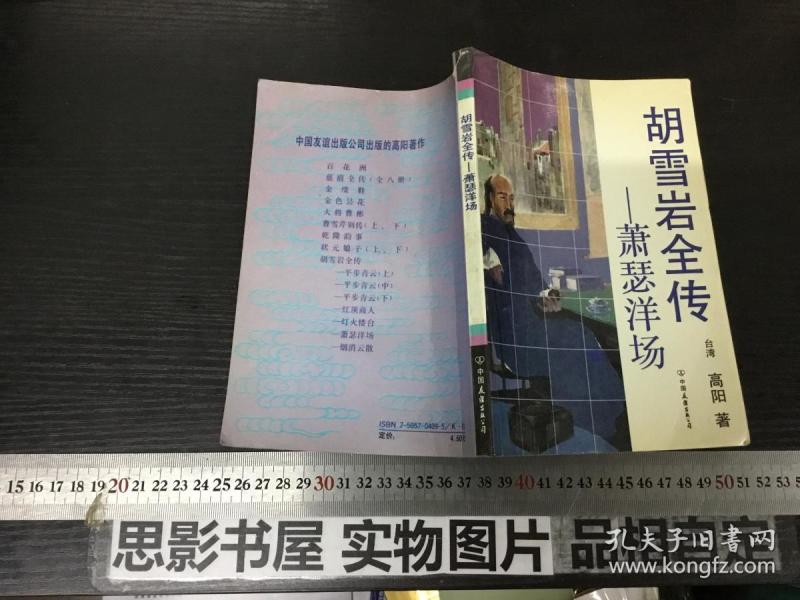 中国友谊出版公司出版的高阳著作
百花洲
慈禧全传(全八册)
金缕鞋
金色昙花
大将曹彬
曹雪芹别传(上、下)
乾隆韵事
状元娘子(上、下)
胡雪岩全传
—平步青云(上)
—平步青云(中)
—平步青云(下)
—红顶商人
—灯火楼台
—萧瑟洋场
—烟消云散
ISBN 7-5057-0409-5/K·
定价:
胡雪岩全传—萧瑟洋场
中国友谊出版公司
胡雪岩全传
—萧瑟洋场
台湾
高阳 著
中国友谊出版公司
15 16 17 18 19 20 21 22 23 24 25 26 27 28 29 30 31 32 33 34 35 36 37 38 39 40 41 42 43 44 45 46 47 48 49 50 51 52 53
思影书屋 实物图片 品相自定
孔夫子旧书网
www.kongfz.com